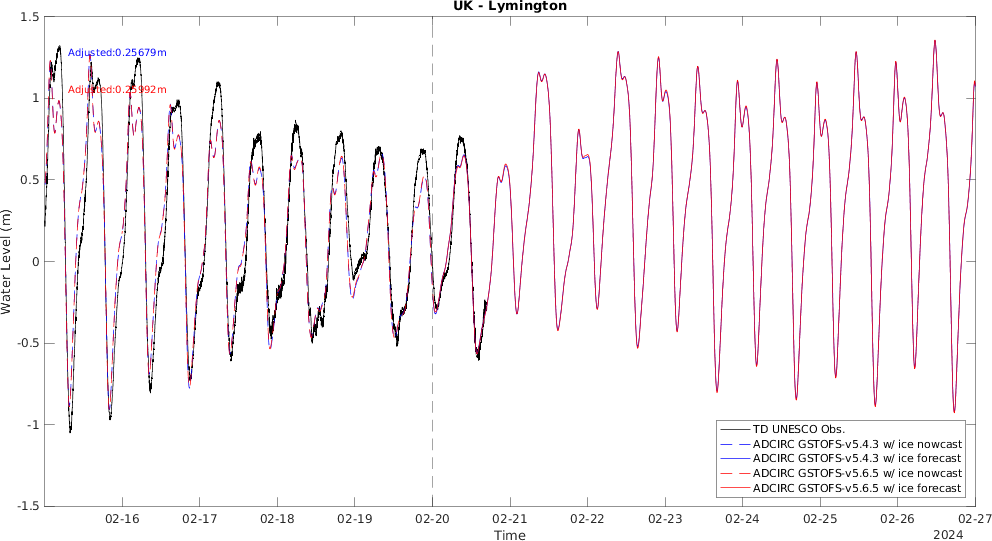 UK - Lymington
Adjusted:0.25679m
Adjusted:0.25992m
Water Level (m)
1.5
1
0.5
0
-0.5
-1
-1.5
TD UNESCO Obs.
ADCIRC GSTOFS-v5.4.3 w/ ice nowcast
ADCIRC GSTOFS-v5.4.3 w/ ice forecast
ADCIRC GSTOFS-v5.6.5 w/ ice nowcast
ADCIRC GSTOFS-v5.6.5 w/ ice forecast
02-16 02-17 02-18 02-19 02-20 02-21 02-22 02-23 02-24 02-25 02-26 02-27
Time
2024